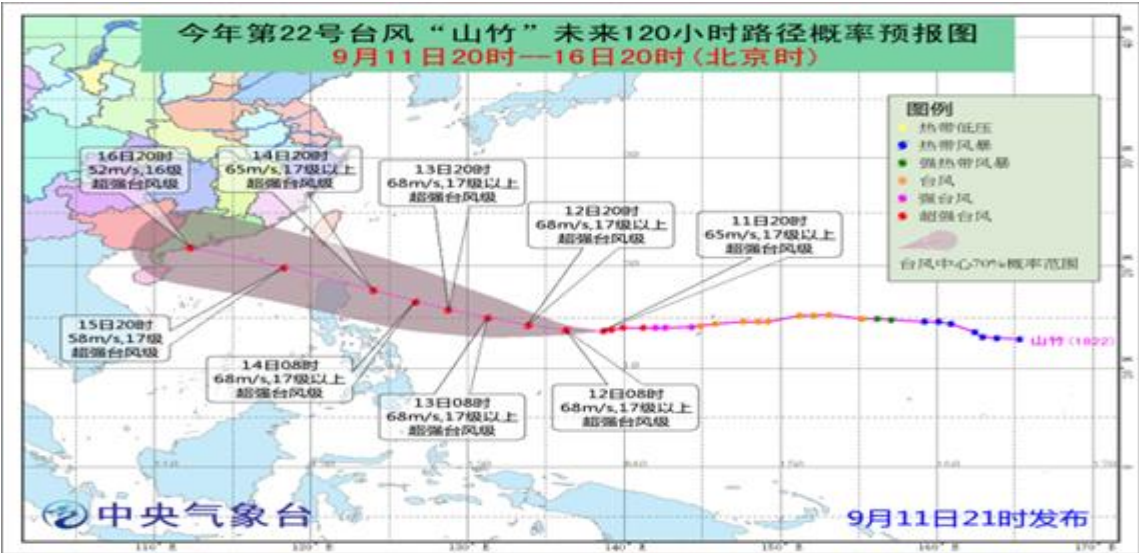 今年第22号台风“山竹”未来120小时路径概率预报图
9月11日20时--16日20时(北京时)
图例
热带低压
热带风暴
强热带风暴
台风
强台风
超强台风
台风中心70%概率范围
16日20时
52m/s,16级
超强台风级
14日20时
65m/s,17级以上
超强台风级
13日20时
68m/s,17级以上
超强台风级
12日20时
68m/s,17级以上
超强台风级
11日20时
65m/s,17级以上
超强台风级
15日20时
58m/s,17级
超强台风级
14日08时
68m/s,17级以上
超强台风级
13日08时
68m/s,17级以上
超强台风级
12日08时
68m/s,17级以上
超强台风级
山竹(1822)
中央气象台
9月11日21时发布
110° E
120° E
130° E
140° E
150° E
160° E
170° E